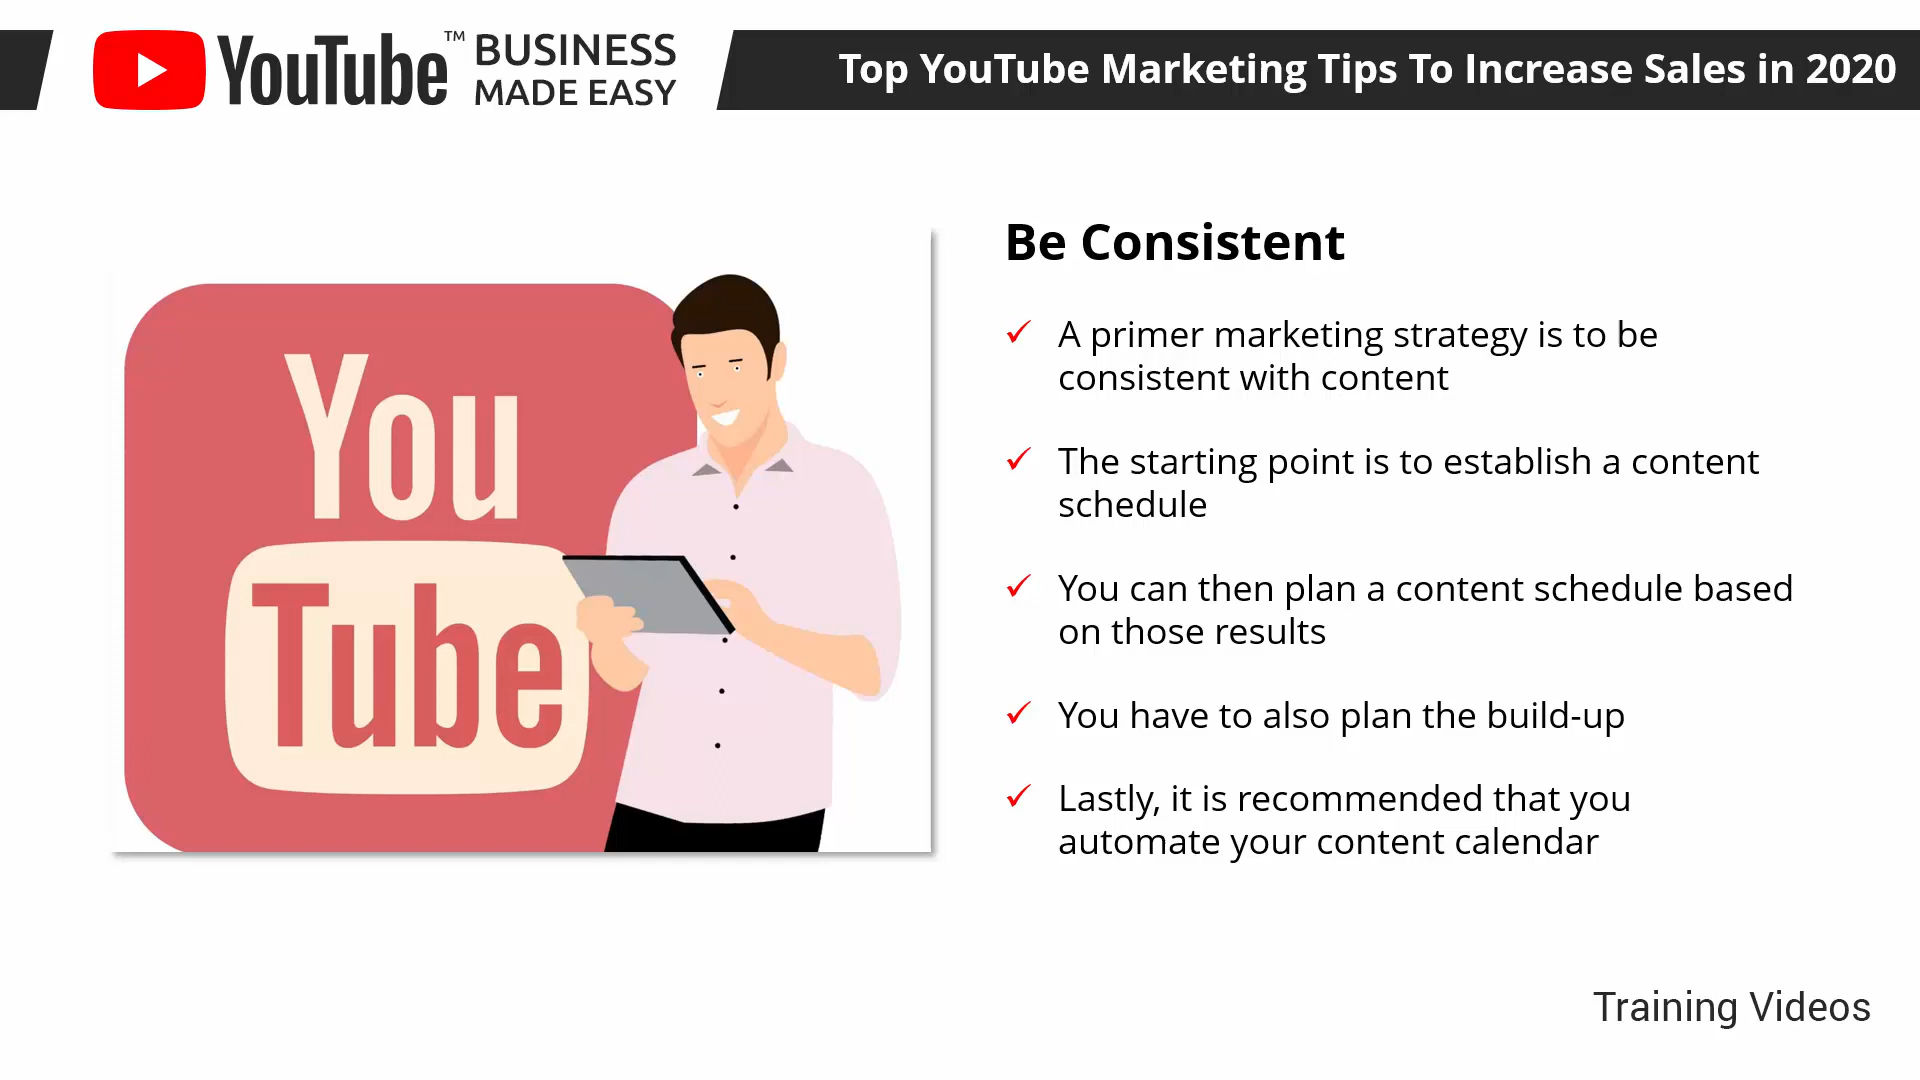 YouTube™ BUSINESS
MADE EASY
Top YouTube Marketing Tips To Increase Sales in 2020
You
Tube
Be Consistent
✓ A primer marketing strategy is to be
consistent with content
✓ The starting point is to establish a content
schedule
✓ You can then plan a content schedule based
on those results
✓ You have to also plan the build-up
✓ Lastly, it is recommended that you
automate your content calendar
Training Videos